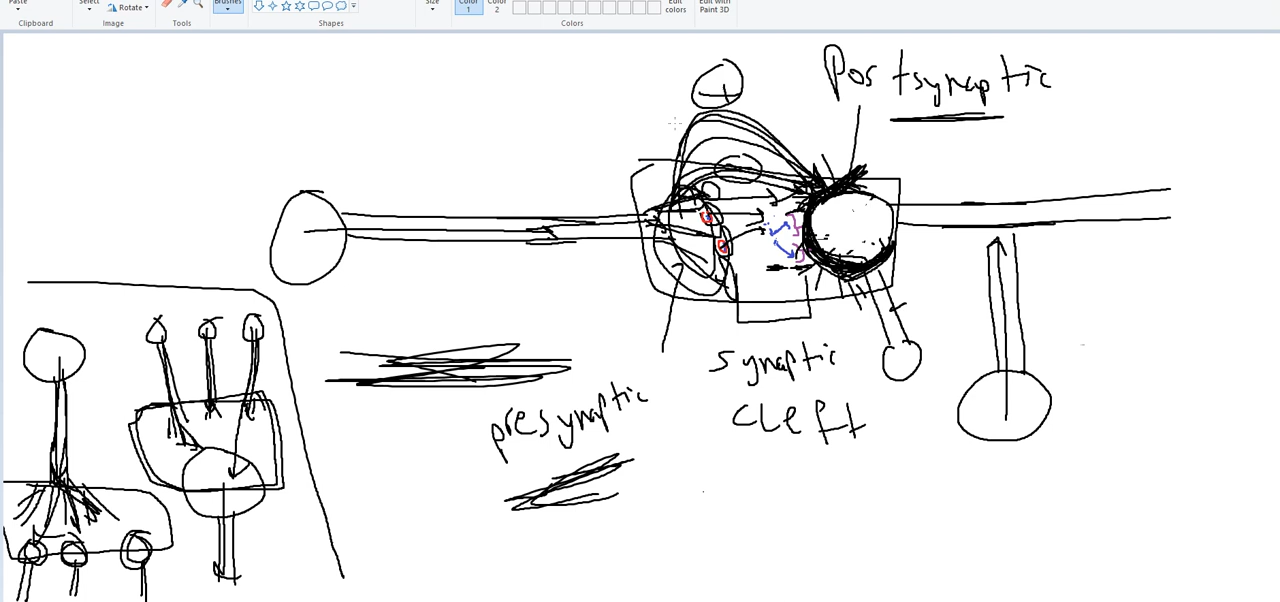 Paste
Select
Rotate
Brushes
Size
Color
1
Color
2
Edit
colors
Edit with
Paint 3D
Clipboard
Image
Tools
Shapes
Colors
Postsynaptic
synaptic
cleft
presynaptic